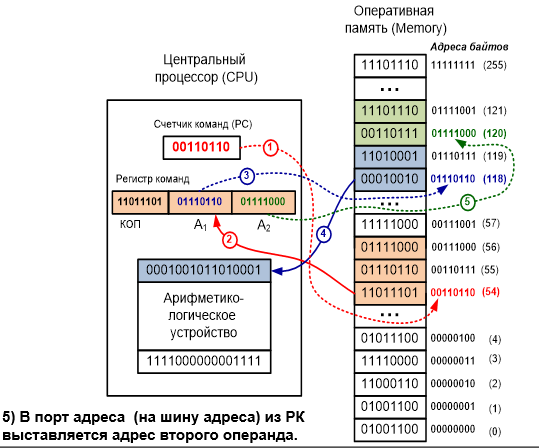 Оперативная
память (Memory)
Центральный
процессор (CPU)
Адреса байтов
11101110 11111111 (255)
...
Счетчик команд (PC)
00110110
1
11101110 01111001 (121)
00110111 01111000 (120)
11010001 01110111 (119)
00010010 01110110 (118)
...
Регистр команд
3
5
11011101 01110110 01111000
КОП А1 А2
2
4
11111000 00111001 (57)
01111000 00111000 (56)
01110110 00110111 (55)
11011101 00110110 (54)
...
0001001011010001
Арифметико-
логическое
устройство
1111000000001111
01011100 00000100 (4)
11110000 00000011 (3)
11000110 00000010 (2)
01001100 00000001 (1)
01001100 00000000 (0)
5) В порт адреса (на шину адреса) из РК
выставляется адрес второго операнда.